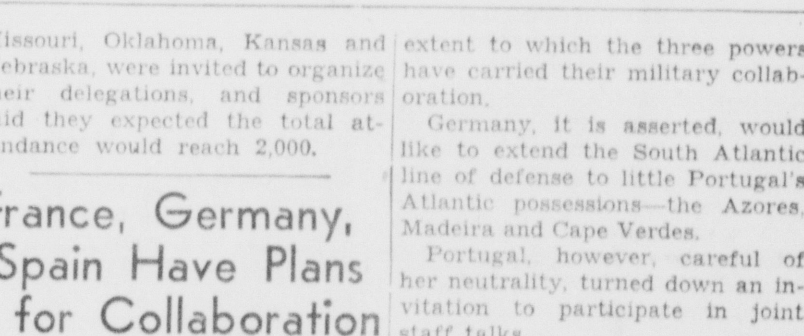 issouri, Oklahoma, Kansas and
ebraska, were invited to organize
eir delegations, and sponsors
id they expected the total at-
ndance would reach 2,000.
rance, Germany,
Spain Have Plans
for Collaboration
extent to which the three powers
have carried their military collab-
oration.
Germany, it is asserted, would
like to extend the South Atlantic
line of defense to little Portugal's
Atlantic possessions—the Azores,
Madeira and Cape Verdes.
Portugal, however, careful of
her neutrality, turned down an in-
vitation to participate in joint
staff talks.